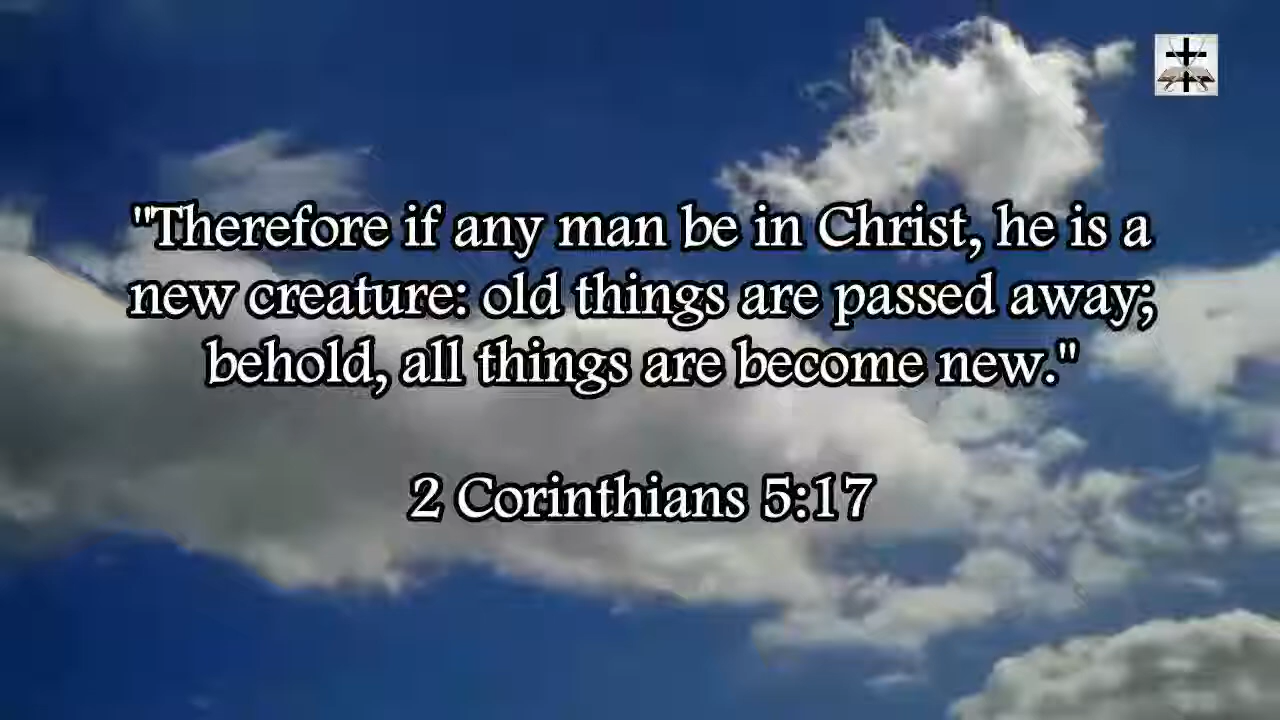 "Therefore if any man be in Christ, he is a
new creature: old things are passed away;
behold, all things are become new."
2 Corinthians 5:17